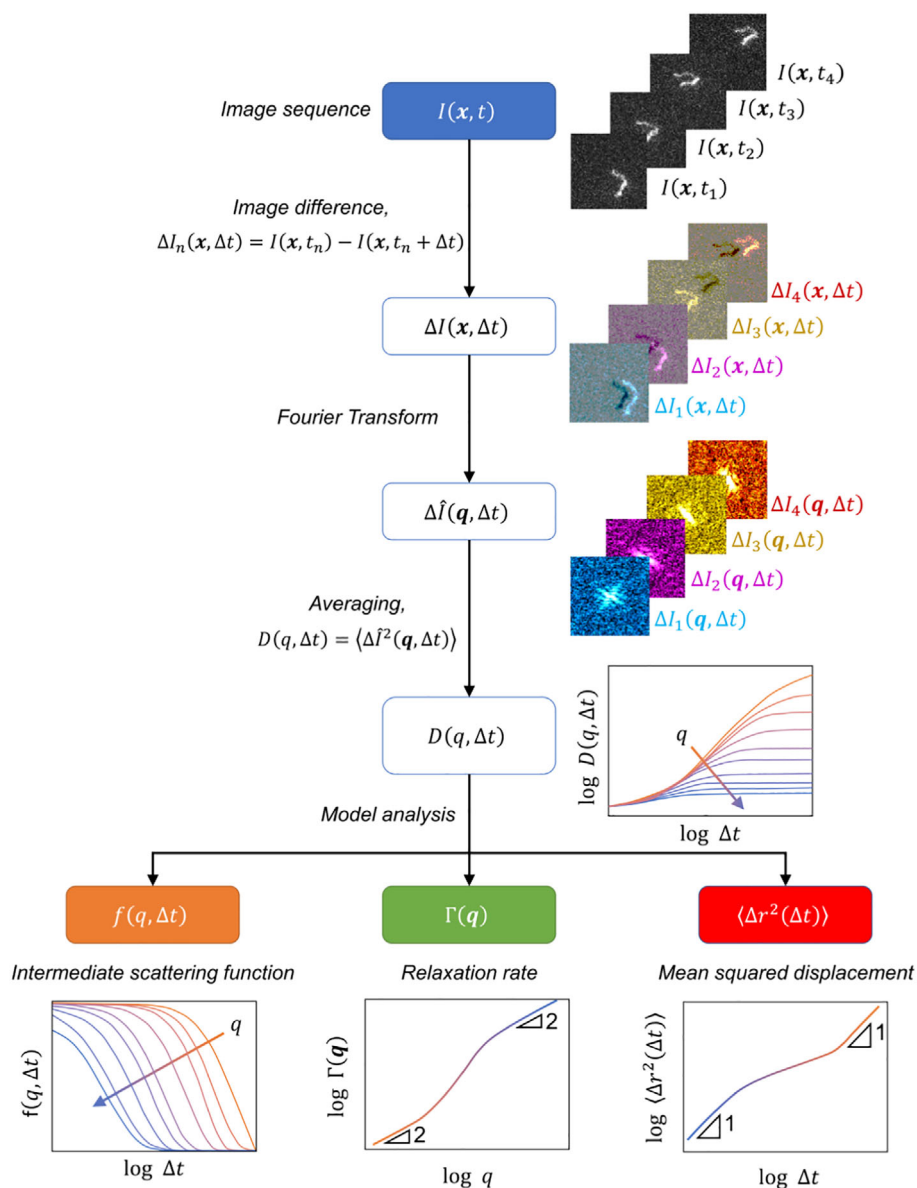 Image sequence
I(x, t)
I(x, t₄)
I(x, t₃)
I(x, t₂)
I(x, t₁)
Image difference,
ΔIₙ(x, Δt) = I(x, tₙ) − I(x, tₙ + Δt)
ΔI(x, Δt)
ΔI₄(x, Δt)
ΔI₃(x, Δt)
ΔI₂(x, Δt)
ΔI₁(x, Δt)
Fourier Transform
ΔÎ(q, Δt)
ΔI₄(q, Δt)
ΔI₃(q, Δt)
ΔI₂(q, Δt)
ΔI₁(q, Δt)
Averaging,
D(q, Δt) = ⟨ΔÎ²(q, Δt)⟩
D(q, Δt)
log D(q, Δt)
q
log Δt
Model analysis
f(q, Δt)
Γ(q)
⟨Δr²(Δt)⟩
Intermediate scattering function
Relaxation rate
Mean squared displacement
f(q, Δt)
q
log Δt
log Γ(q)
2
2
log q
log ⟨Δr²(Δt)⟩
1
1
log Δt